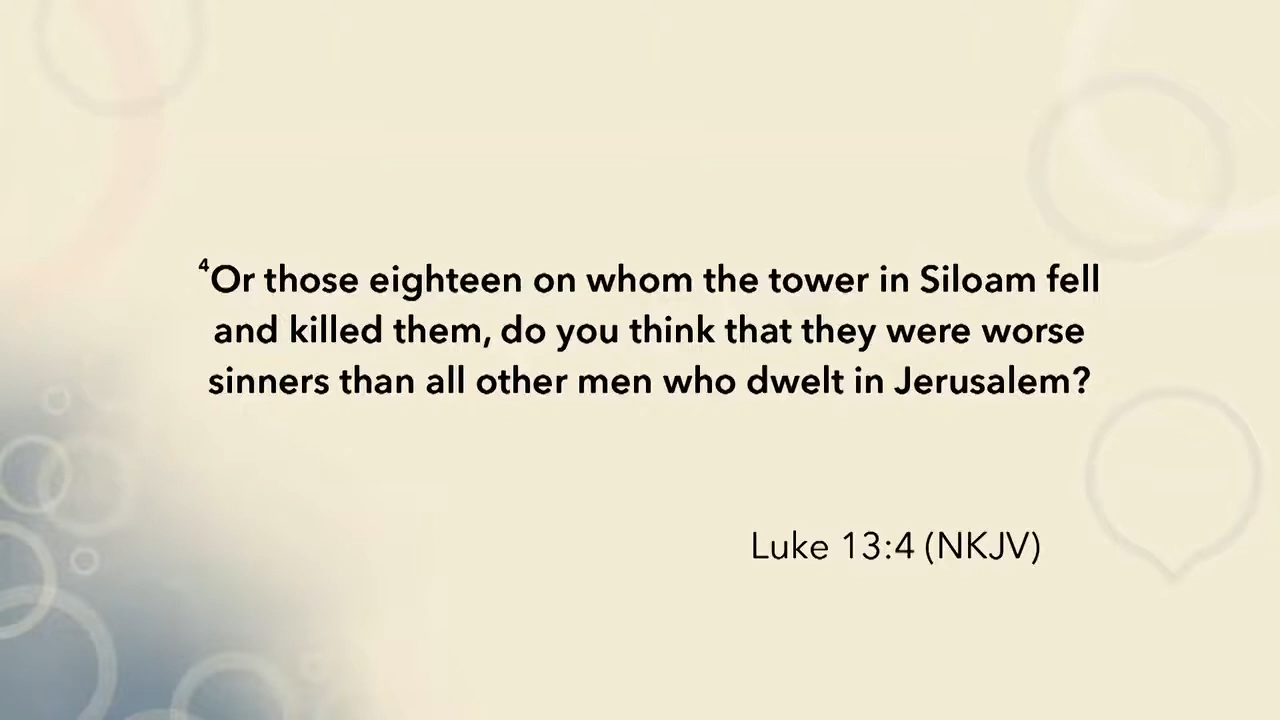 ⁴Or those eighteen on whom the tower in Siloam fell
and killed them, do you think that they were worse
sinners than all other men who dwelt in Jerusalem?
Luke 13:4 (NKJV)